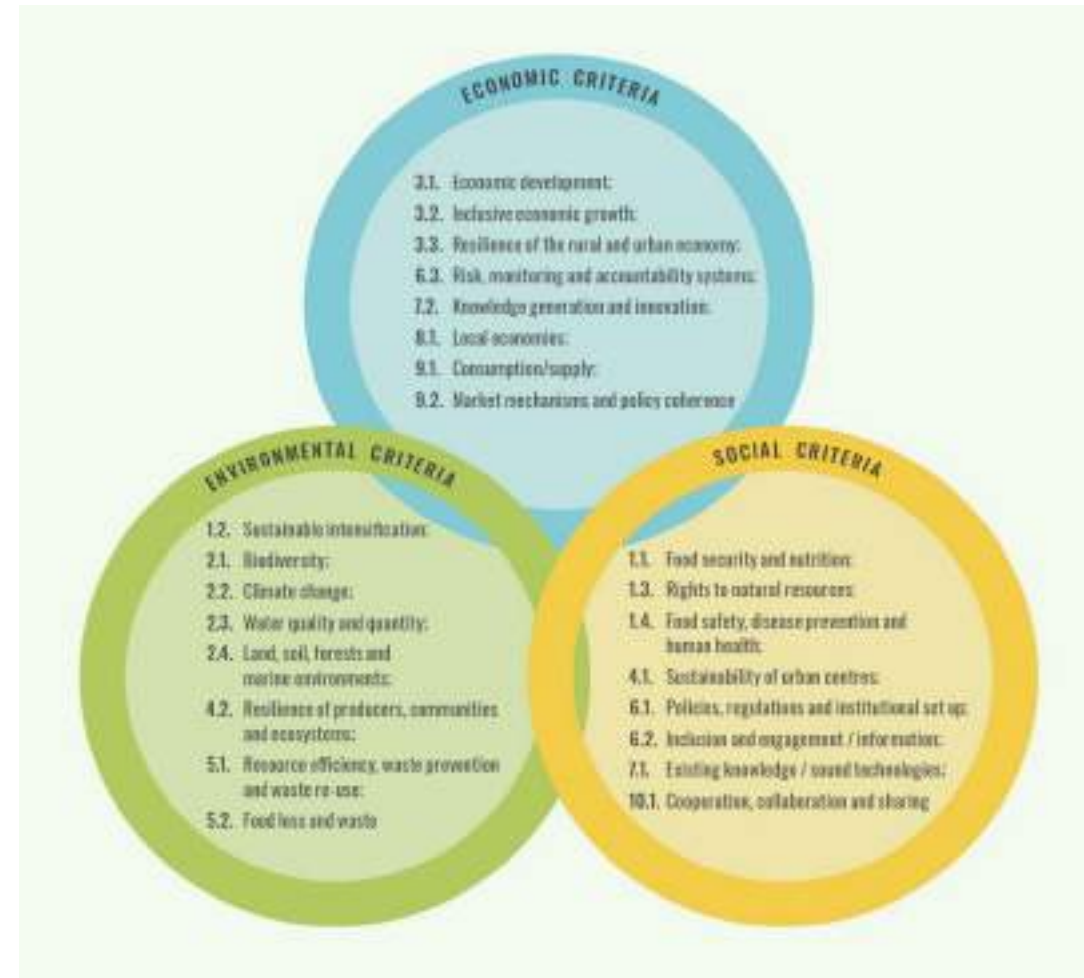 ECONOMIC CRITERIA
3.1. Economic development;
3.2. Inclusive economic growth;
3.3. Resilience of the rural and urban economy;
6.3. Risk, monitoring and accountability systems;
7.2. Knowledge generation and innovation;
8.1. Local economies;
9.1. Consumption/supply;
9.2. Market mechanisms and policy coherence
ENVIRONMENTAL CRITERIA
1.2. Sustainable intensification;
2.1. Biodiversity;
2.2. Climate change;
2.3. Water quality and quantity;
2.4. Land, soil, forests and
marine environments;
4.2. Resilience of producers, communities
and ecosystems;
5.1. Resource efficiency, waste prevention
and waste re-use;
5.2. Food loss and waste
SOCIAL CRITERIA
1.1. Food security and nutrition;
1.3. Rights to natural resources;
1.4. Food safety, disease prevention and
human health;
4.1. Sustainability of urban centres;
6.1. Policies, regulations and institutional set up;
6.2. Inclusion and engagement / information;
7.1. Existing knowledge / sound technologies;
10.1. Cooperation, collaboration and sharing